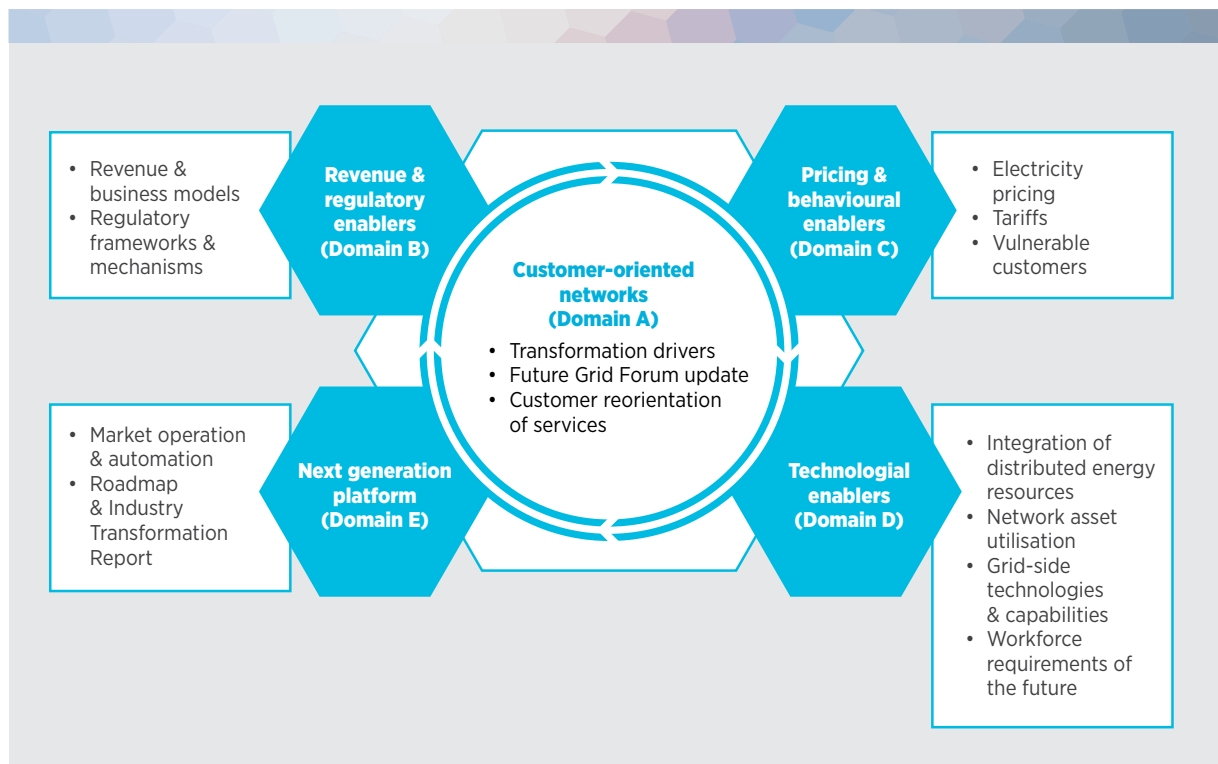 • Revenue &
business models
• Regulatory
frameworks &
mechanisms
Revenue &
regulatory
enablers
(Domain B)
Pricing &
behavioural
enablers
(Domain C)
• Electricity
pricing
• Tariffs
• Vulnerable
customers
Customer-oriented
networks
(Domain A)
• Transformation drivers
• Future Grid Forum update
• Customer reorientation
of services
• Market operation
& automation
• Roadmap
& Industry
Transformation
Report
Next generation
platform
(Domain E)
Technologial
enablers
(Domain D)
• Integration of
distributed energy
resources
• Network asset
utilisation
• Grid-side
technologies
& capabilities
• Workforce
requirements of
the future